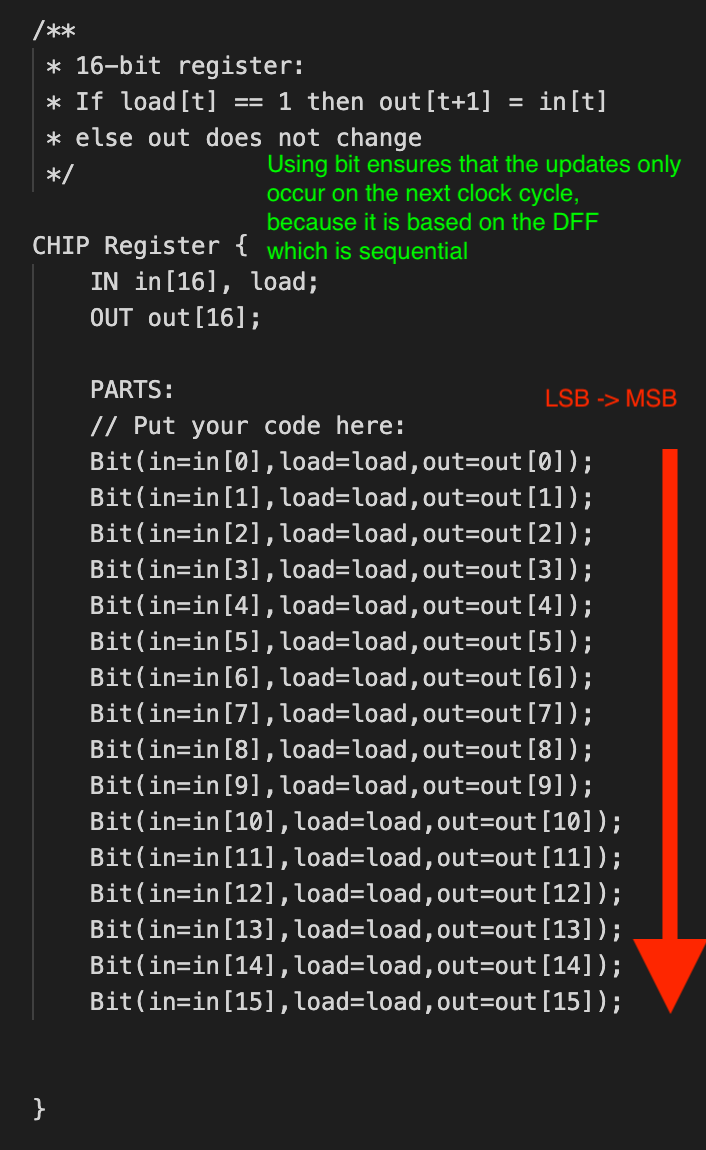 /**
* 16-bit register:
* If load[t] == 1 then out[t+1] = in[t]
* else out does not change
*/
Using bit ensures that the updates only
occur on the next clock cycle,
because it is based on the DFF
which is sequential
CHIP Register {
IN in[16], load;
OUT out[16];
PARTS:
LSB -> MSB
// Put your code here:
Bit(in=in[0],load=load,out=out[0]);
Bit(in=in[1],load=load,out=out[1]);
Bit(in=in[2],load=load,out=out[2]);
Bit(in=in[3],load=load,out=out[3]);
Bit(in=in[4],load=load,out=out[4]);
Bit(in=in[5],load=load,out=out[5]);
Bit(in=in[6],load=load,out=out[6]);
Bit(in=in[7],load=load,out=out[7]);
Bit(in=in[8],load=load,out=out[8]);
Bit(in=in[9],load=load,out=out[9]);
Bit(in=in[10],load=load,out=out[10]);
Bit(in=in[11],load=load,out=out[11]);
Bit(in=in[12],load=load,out=out[12]);
Bit(in=in[13],load=load,out=out[13]);
Bit(in=in[14],load=load,out=out[14]);
Bit(in=in[15],load=load,out=out[15]);
}